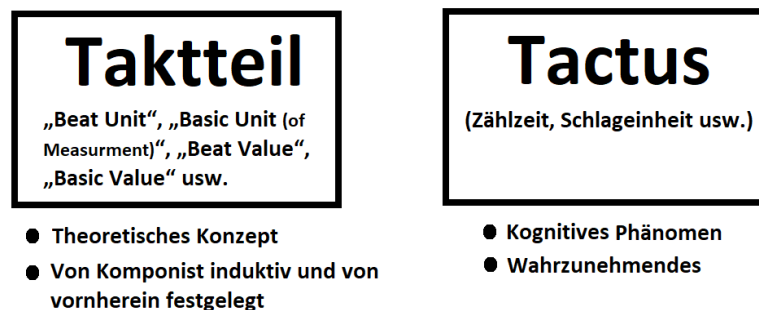 Taktteil
„Beat Unit“, „Basic Unit (of
Measurment)“, „Beat Value“,
„Basic Value“ usw.
● Theoretisches Konzept
● Von Komponist induktiv und von
vornherein festgelegt
Tactus
(Zählzeit, Schlageinheit usw.)
● Kognitives Phänomen
● Wahrzunehmendes